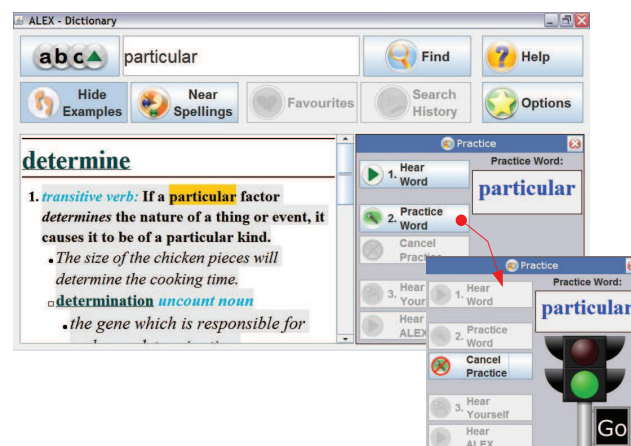 ALEX - Dictionary
abc
particular
Find
Help
Hide
Examples
Near
Spellings
Favourites
Search
History
Options
determine
1. transitive verb: If a particular factor
determines the nature of a thing or event, it
causes it to be of a particular kind.
The size of the chicken pieces will
determine the cooking time.
determination uncount noun
the gene which is responsible for
Practice
1. Hear
Word
Practice Word:
particular
2. Practice
Word
Cancel
3. Hear
Hear
ALEX
Practice
1. Hear
Word
Practice Word:
particular
2. Practice
Word
Cancel
Practice
3. Hear
Yourself
Hear
ALEX
Go